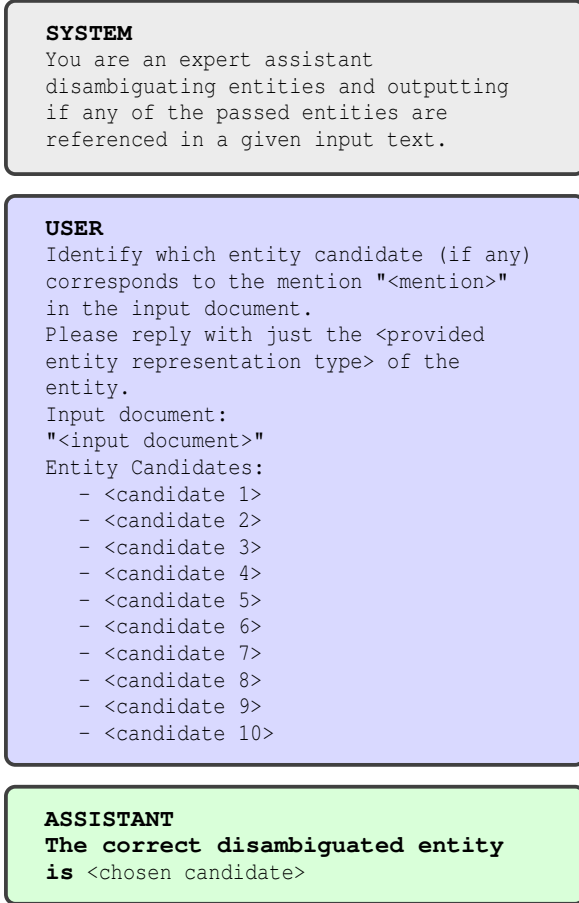 SYSTEM
You are an expert assistant
disambiguating entities and outputting
if any of the passed entities are
referenced in a given input text.
USER
Identify which entity candidate (if any)
corresponds to the mention "<mention>"
in the input document.
Please reply with just the <provided
entity representation type> of the
entity.
Input document:
"<input document>"
Entity Candidates:
- <candidate 1>
- <candidate 2>
- <candidate 3>
- <candidate 4>
- <candidate 5>
- <candidate 6>
- <candidate 7>
- <candidate 8>
- <candidate 9>
- <candidate 10>
ASSISTANT
The correct disambiguated entity
is <chosen candidate>